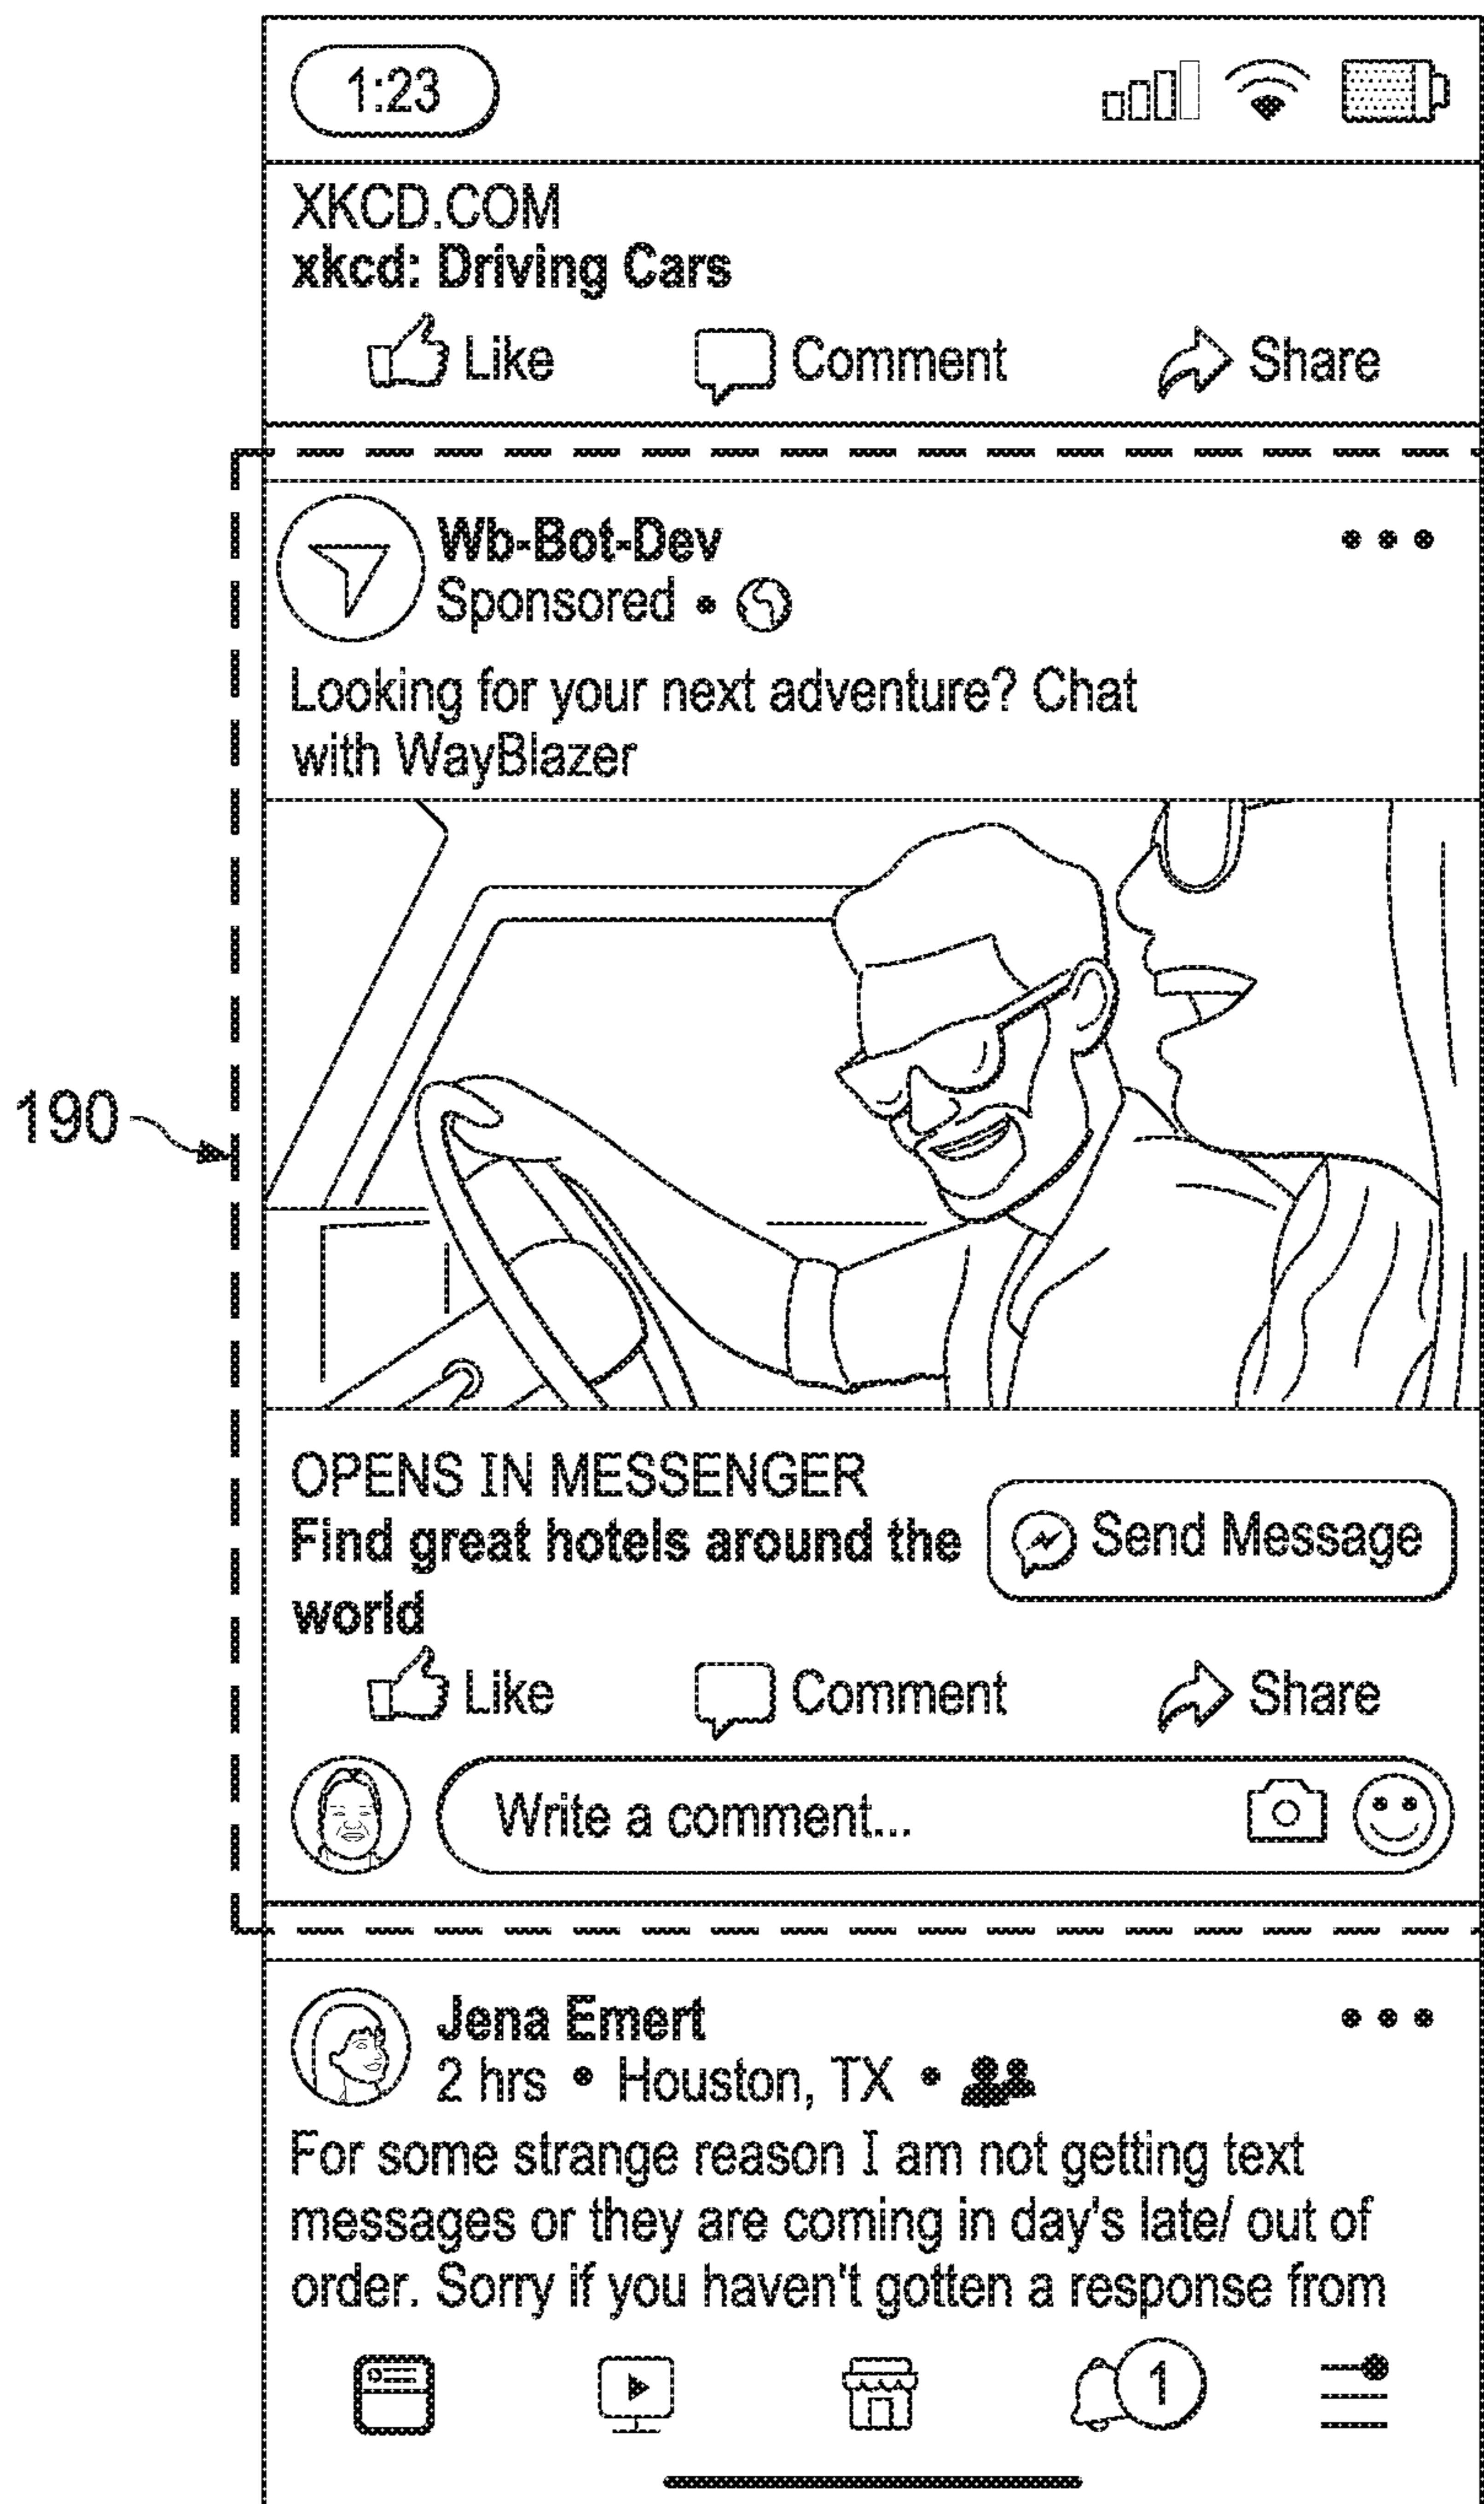 1:23
XKCD.COM
xkcd: Driving Cars
Like Comment Share
Wb-Bot-Dev
Sponsored •
Looking for your next adventure? Chat
with WayBlazer
190
OPENS IN MESSENGER
Find great hotels around the
world
Send Message
Like Comment Share
Write a comment...
Jena Emert
2 hrs • Houston, TX •
For some strange reason I am not getting text
messages or they are coming in day's late/ out of
order. Sorry if you haven't gotten a response from
1